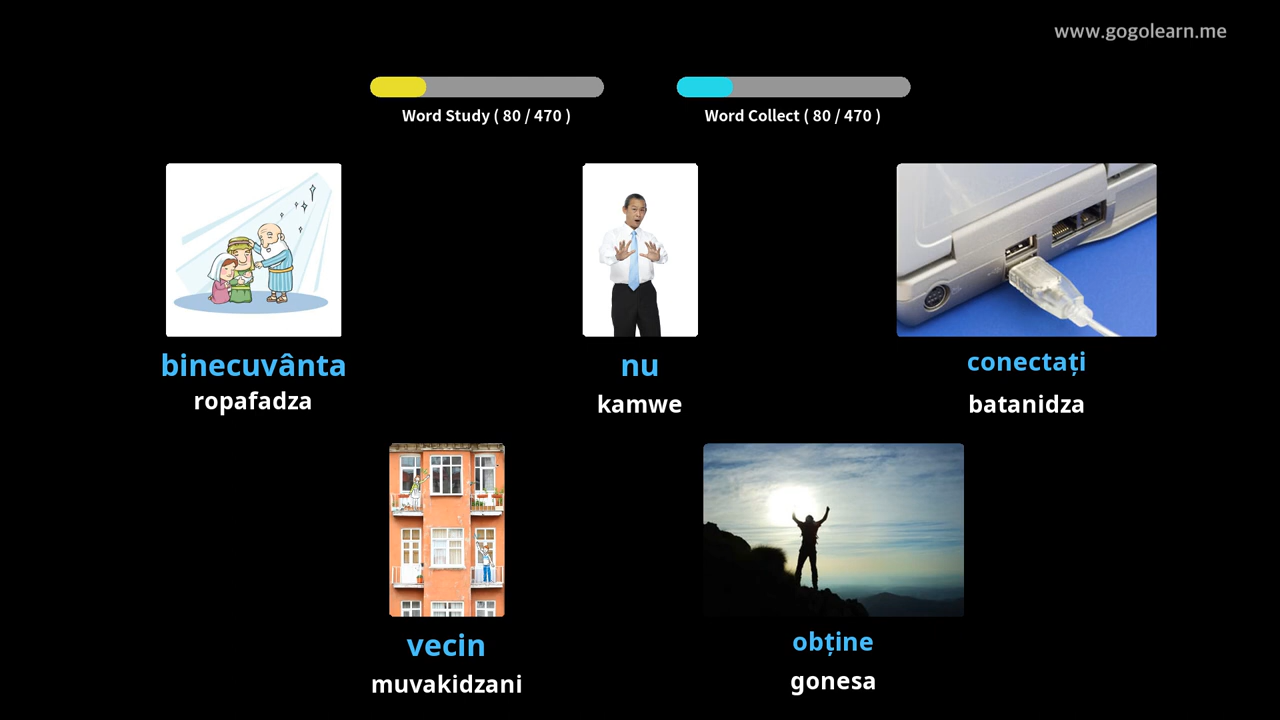 www.gogolearn.me
Word Study ( 80 / 470 )
Word Collect ( 80 / 470 )
binecuvânta
ropafadza
nu
kamwe
conectați
batanidza
vecin
muvakidzani
obține
gonesa